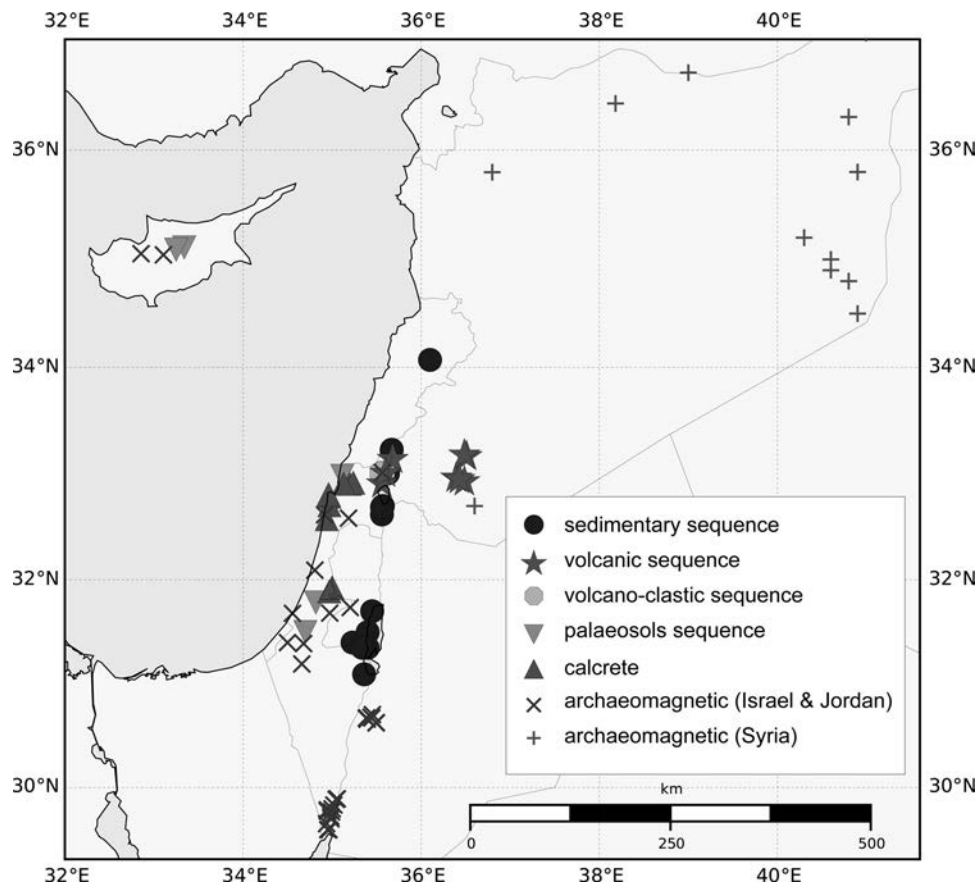 32°E 34°E 36°E 38°E 40°E
36°N 36°N
34°N 34°N
sedimentary sequence
volcanic sequence
32°N 32°N
volcano-clastic sequence
palaeosols sequence
calcrete
archaeomagnetic (Israel & Jordan)
archaeomagnetic (Syria)
30°N 30°N
km
0 250 500
32°E 34°E 36°E 38°E 40°E